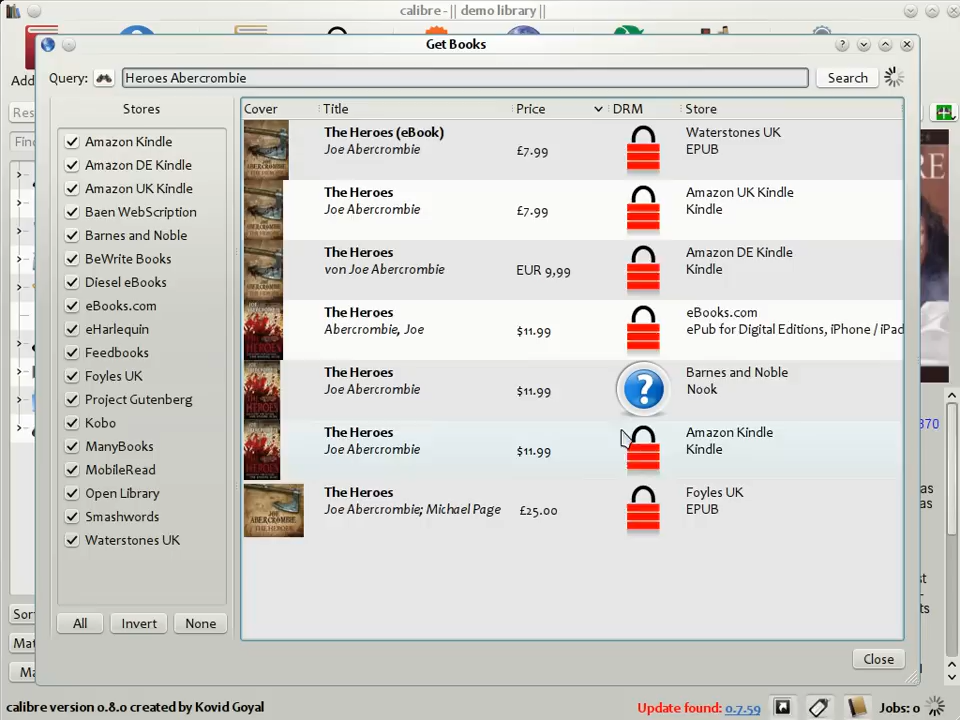 calibre - || demo library ||
Get Books
Query: Heroes Abercrombie Search
Stores
Amazon Kindle
Amazon DE Kindle
Amazon UK Kindle
Baen WebScription
Barnes and Noble
BeWrite Books
Diesel eBooks
eBooks.com
eHarlequin
Feedbooks
Foyles UK
Project Gutenberg
Kobo
ManyBooks
MobileRead
Open Library
Smashwords
Waterstones UK
All Invert None
Cover Title Price DRM Store
The Heroes (eBook) Waterstones UK
Joe Abercrombie £7.99 EPUB
The Heroes Amazon UK Kindle
Joe Abercrombie £7.99 Kindle
The Heroes Amazon DE Kindle
von Joe Abercrombie EUR 9,99 Kindle
The Heroes eBooks.com
Abercrombie, Joe $11.99 ePub for Digital Editions, iPhone / iPad
The Heroes Barnes and Noble
Joe Abercrombie $11.99 Nook
The Heroes Amazon Kindle
Joe Abercrombie $11.99 Kindle
The Heroes Foyles UK
Joe Abercrombie; Michael Page £25.00 EPUB
Close
calibre version 0.8.0 created by Kovid Goyal Update found: 0.7.59 Jobs: 0